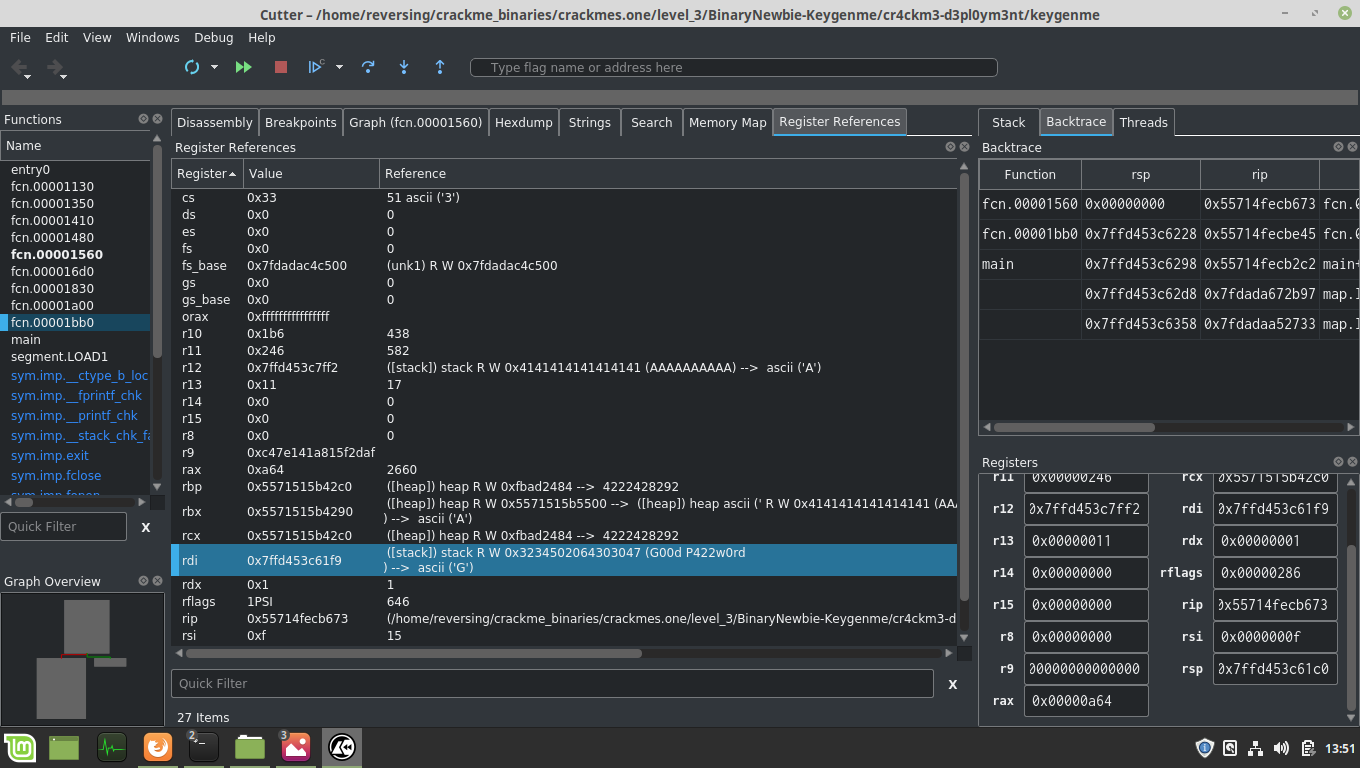 Cutter – /home/reversing/crackme_binaries/crackmes.one/level_3/BinaryNewbie-Keygenme/cr4ckm3-d3pl0ym3nt/keygenme
File Edit View Windows Debug Help
Type flag name or address here
Functions
Name
entry0
fcn.00001130
fcn.00001350
fcn.00001410
fcn.00001480
fcn.00001560
fcn.000016d0
fcn.00001830
fcn.00001a00
fcn.00001bb0
main
segment.LOAD1
sym.imp.__ctype_b_loc
sym.imp.__fprintf_chk
sym.imp.__printf_chk
sym.imp.__stack_chk_fa
sym.imp.exit
sym.imp.fclose
Quick Filter X
Graph Overview
Disassembly Breakpoints Graph (fcn.00001560) Hexdump Strings Search Memory Map Register References
Register References
Register Value Reference
cs 0x33 51 ascii ('3')
ds 0x0 0
es 0x0 0
fs 0x0 0
fs_base 0x7fdadac4c500 (unk1) R W 0x7fdadac4c500
gs 0x0 0
gs_base 0x0 0
orax 0xffffffffffffffff
r10 0x1b6 438
r11 0x246 582
r12 0x7ffd453c7ff2 ([stack]) stack R W 0x4141414141414141 (AAAAAAAAAA) --> ascii ('A')
r13 0x11 17
r14 0x0 0
r15 0x0 0
r8 0x0 0
r9 0xc47e141a815f2daf
rax 0xa64 2660
rbp 0x5571515b42c0 ([heap]) heap R W 0xfbad2484 --> 4222428292
rbx 0x5571515b4290 ([heap]) heap R W 0x5571515b5500 --> ([heap]) heap ascii (' R W 0x4141414141414141 (AA
) --> ascii ('A')
rcx 0x5571515b42c0 ([heap]) heap R W 0xfbad2484 --> 4222428292
rdi 0x7ffd453c61f9 ([stack]) stack R W 0x3234502064303047 (G00d P422w0rd
) --> ascii ('G')
rdx 0x1 1
rflags 1PSI 646
rip 0x55714fecb673 (/home/reversing/crackme_binaries/crackmes.one/level_3/BinaryNewbie-Keygenme/cr4ckm3-d
rsi 0xf 15
Quick Filter X
27 Items
Stack Backtrace Threads
Backtrace
Function rsp rip
fcn.00001560 0x00000000 0x55714fecb673 fcn.0
fcn.00001bb0 0x7ffd453c6228 0x55714fecbe45 fcn.0
main 0x7ffd453c6298 0x55714fecb2c2 main+
0x7ffd453c62d8 0x7fdada672b97 map.l
0x7ffd453c6358 0x7fdadaa52733 map.l
Registers
r11 0x00000246 rcx 0x5571515b42c0
r12 0x7ffd453c7ff2 rdi 0x7ffd453c61f9
r13 0x00000011 rdx 0x00000001
r14 0x00000000 rflags 0x00000286
r15 0x00000000 rip 0x55714fecb673
r8 0x00000000 rsi 0x0000000f
r9 00000000000000 rsp 0x7ffd453c61c0
rax 0x00000a64
2 3 13:51